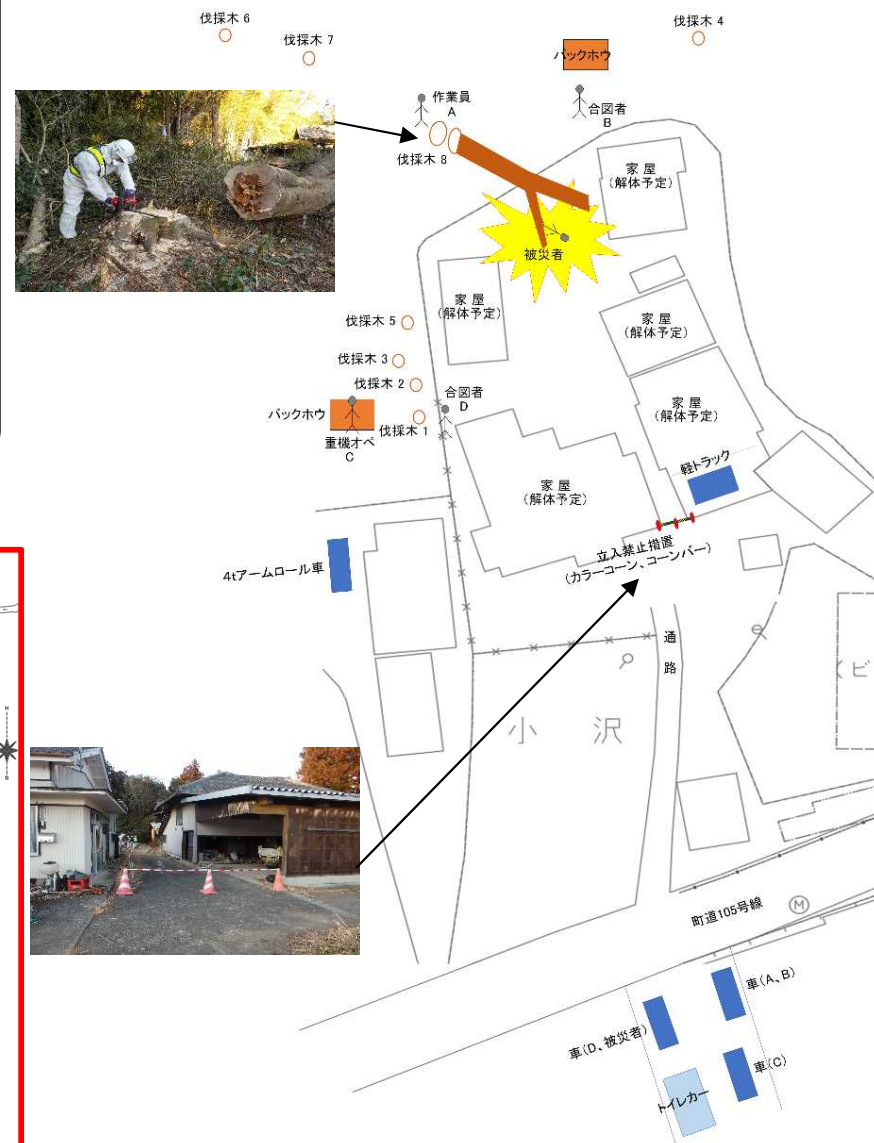 伐採木 6
伐採木 7
伐採木 4
バックホウ
作業員
A
合図者
B
伐採木 8
家 屋
(解体予定)
被災者
家 屋
(解体予定)
家 屋
(解体予定)
伐採木 5
伐採木 3
伐採木 2
合図者
D
バックホウ
重機オペ
C
伐採木 1
家 屋
(解体予定)
軽トラック
家 屋
(解体予定)
立入禁止措置
(カラーコーン、コーンバー)
4tアームロール車
通
路
小 沢
(ビ
N
S
町道105号線
M
車(A、B)
車(D、被災者)
車(C)
トイレカー